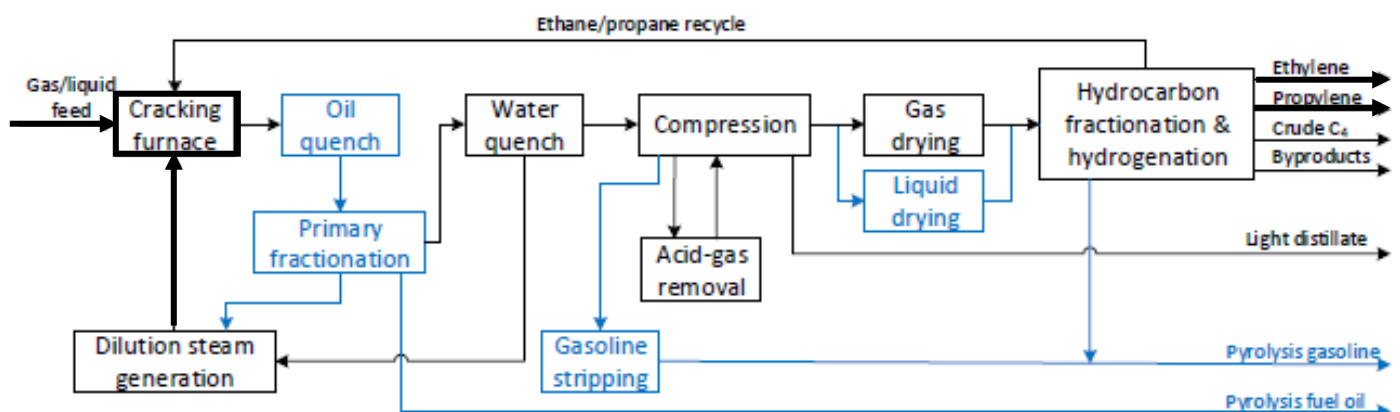 Ethane/propane recycle
Gas/liquid
feed
Cracking
furnace
Oil
quench
Water
quench
Compression
Gas
drying
Liquid
drying
Hydrocarbon
fractionation &
hydrogenation
Ethylene
Propylene
Crude C₄
Byproducts
Primary
fractionation
Acid-gas
removal
Light distillate
Dilution steam
generation
Gasoline
stripping
Pyrolysis gasoline
Pyrolysis fuel oil